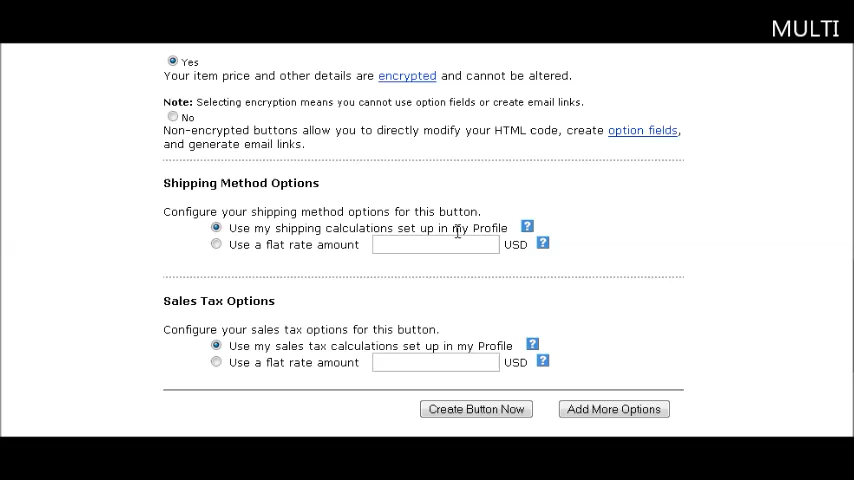 MULTI
Yes
Your item price and other details are encrypted and cannot be altered.
Note: Selecting encryption means you cannot use option fields or create email links.
No
Non-encrypted buttons allow you to directly modify your HTML code, create option fields,
and generate email links.
Shipping Method Options
Configure your shipping method options for this button.
Use my shipping calculations set up in my Profile ?
Use a flat rate amount USD ?
Sales Tax Options
Configure your sales tax options for this button.
Use my sales tax calculations set up in my Profile ?
Use a flat rate amount USD ?
Create Button Now Add More Options